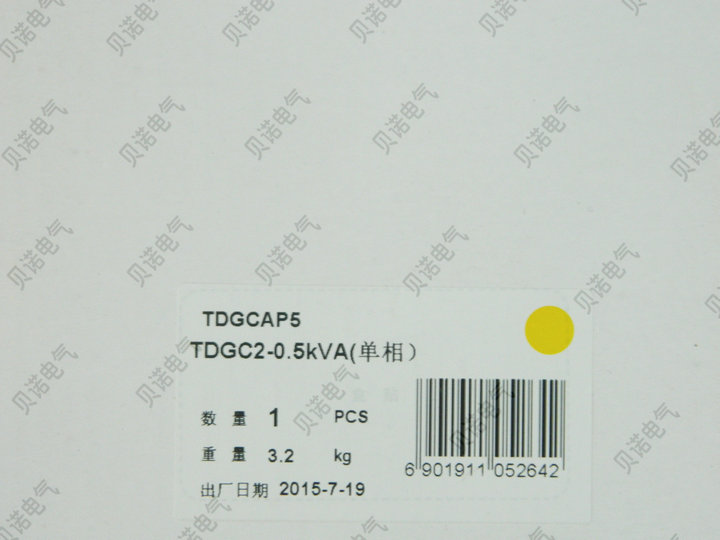 TDGCAP5
TDGC2-0.5kVA(单相）
数 量 1 PCS
重 量 3.2 kg
出厂日期 2015-7-19
6 901911 052642
贝诺电气